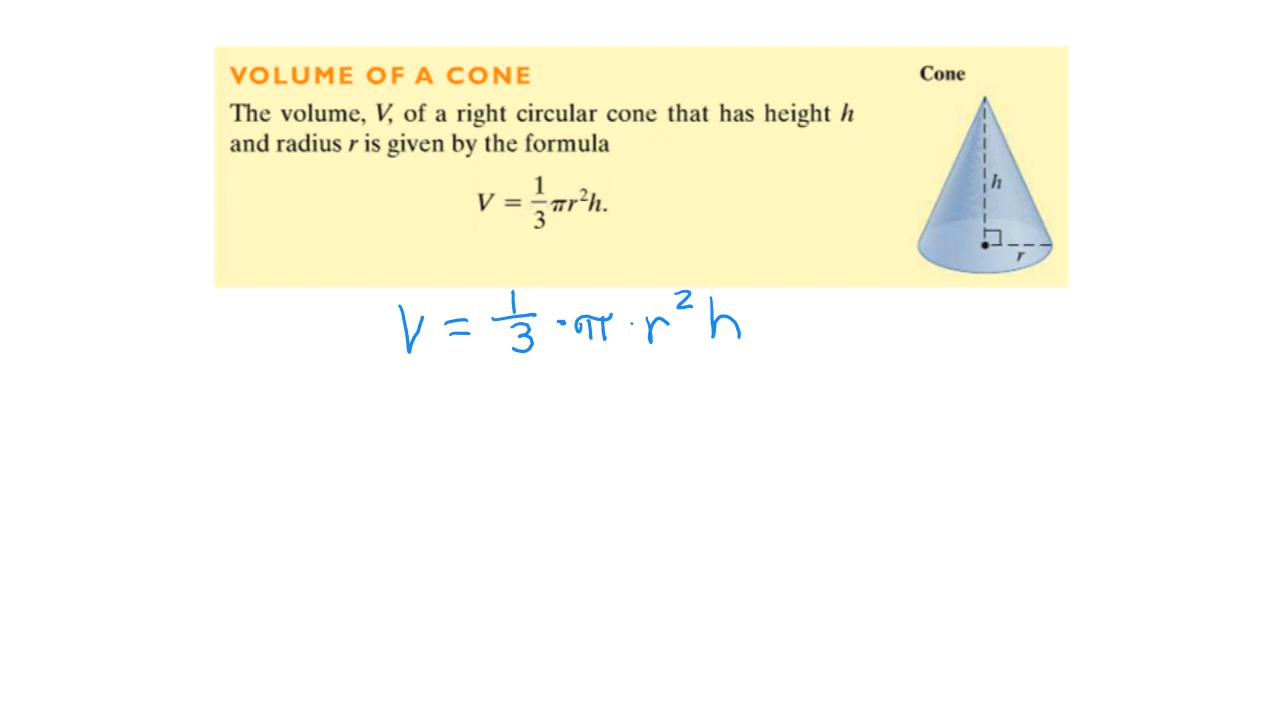 VOLUME OF A CONE
The volume, V, of a right circular cone that has height h
and radius r is given by the formula
V = 1/3 πr²h.
Cone
h
r
V = 1/3 · π · r² h